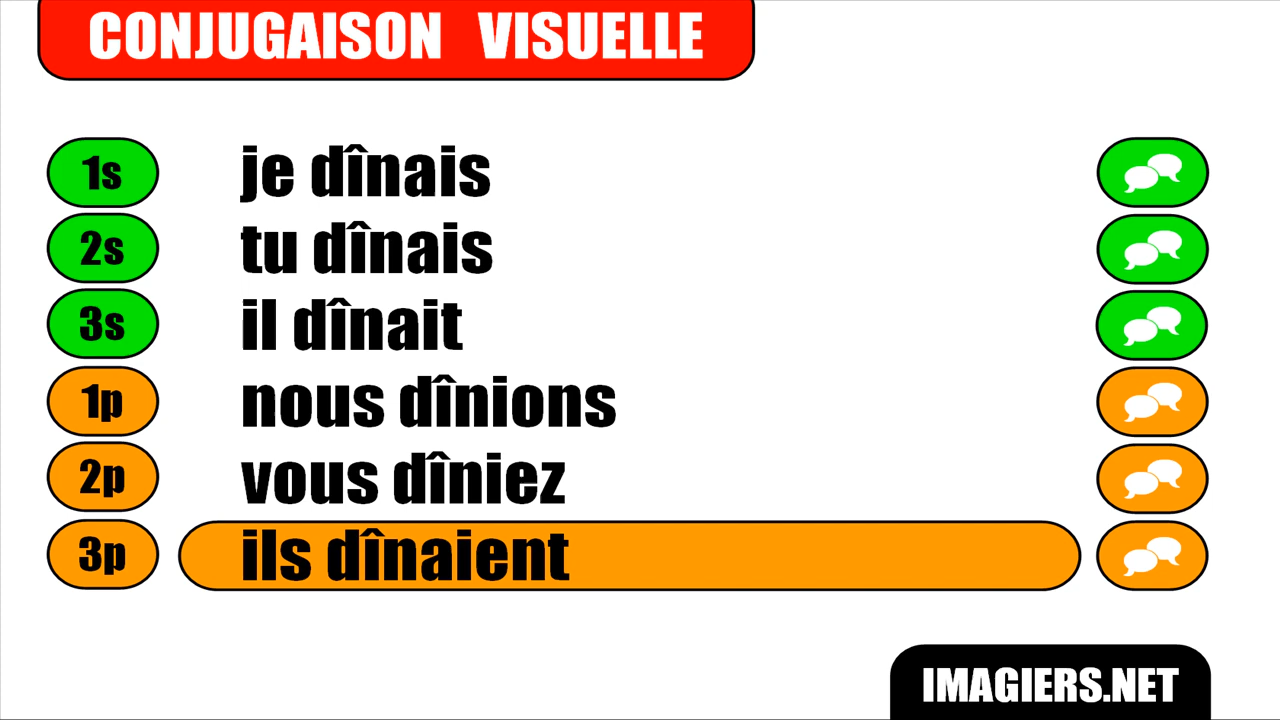 CONJUGAISON VISUELLE
1s je dînais
2s tu dînais
3s il dînait
1p nous dînions
2p vous dîniez
3p ils dînaient
IMAGIERS.NET